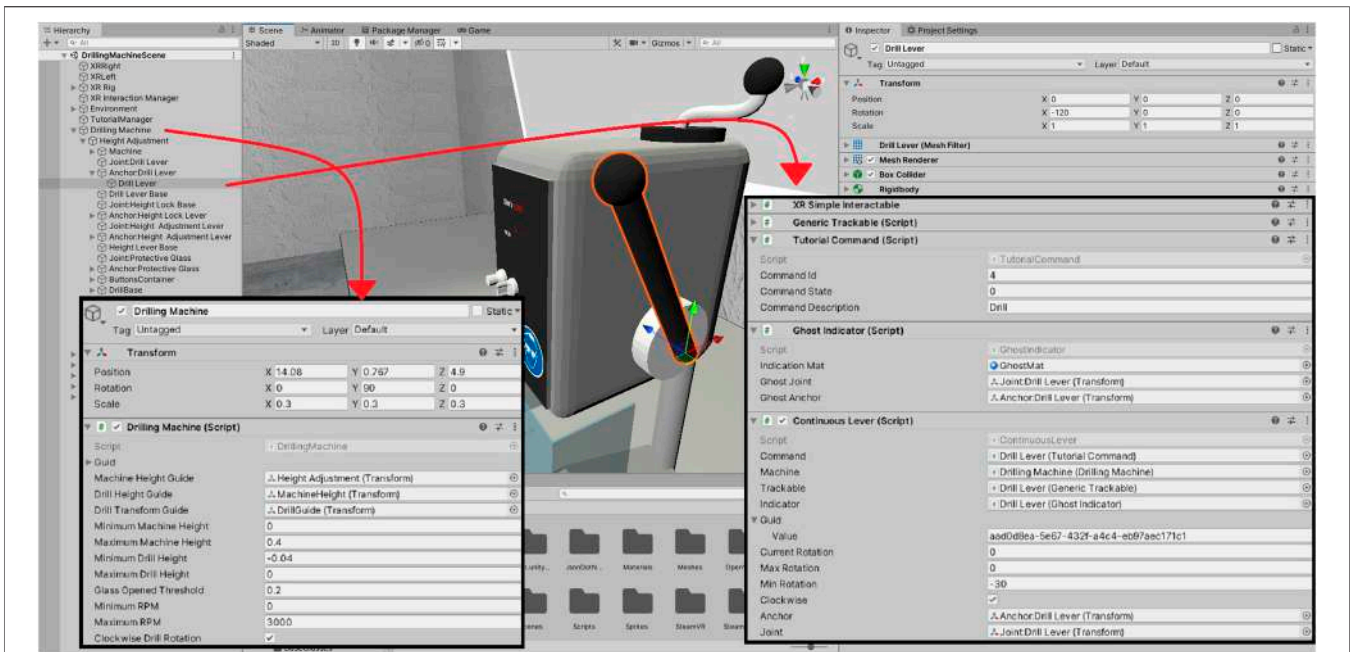 Hierarchy
Scene
Animator
Package Manager
Game
Inspector
Project Settings
All
Shaded
2D
0
Gizmos
All
DrillingMachineScene
XRRight
XRLeft
XR Rig
XR Interaction Manager
Environment
TutorialManager
Drilling Machine
Height Adjustment
Machine
Joint:Drill Lever
Anchor:Drill Lever
Drill Lever
Drill Lever Base
Joint:Height Lock Base
Anchor:Height Lock Lever
Joint:Height Adjustment Lever
Anchor:Height Adjustment Lever
Height Lever Base
Joint:Protective Glass
Anchor:Protective Glass
ButtonsContainer
DrillBase
Drill Lever
Static
Tag Untagged
Layer Default
Transform
Position X 0 Y 0 Z 0
Rotation X -120 Y 0 Z 0
Scale X 1 Y 1 Z 1
Drill Lever (Mesh Filter)
Mesh Renderer
Box Collider
Rigidbody
XR Simple Interactable
Generic Trackable (Script)
Tutorial Command (Script)
Script TutorialCommand
Command Id 4
Command State 0
Command Description Drill
Ghost Indicator (Script)
Script GhostIndicator
Indication Mat GhostMat
Ghost Joint Joint:Drill Lever (Transform)
Ghost Anchor Anchor:Drill Lever (Transform)
Continuous Lever (Script)
Script ContinuousLever
Command Drill Lever (Tutorial Command)
Machine Drilling Machine (Drilling Machine)
Trackable Drill Lever (Generic Trackable)
Indicator Drill Lever (Ghost Indicator)
Guid
Value aad0d8ea-5e67-432f-a4c4-eb97aec171c1
Current Rotation 0
Max Rotation 0
Min Rotation -30
Clockwise
Anchor Anchor:Drill Lever (Transform)
Joint Joint:Drill Lever (Transform)
Drilling Machine
Static
Tag Untagged
Layer Default
Transform
Position X 14.08 Y 0.767 Z 4.9
Rotation X 0 Y 90 Z 0
Scale X 0.3 Y 0.3 Z 0.3
Drilling Machine (Script)
Script DrillingMachine
Guid
Machine Height Guide Height Adjustment (Transform)
Drill Height Guide MachineHeight (Transform)
Drill Transform Guide DrillGuide (Transform)
Minimum Machine Height 0
Maximum Machine Height 0.4
Minimum Drill Height -0.04
Maximum Drill Height 0
Glass Opened Threshold 0.2
Minimum RPM 0
Maximum RPM 3000
Clockwise Drill Rotation
Materials
Meshes
Scripts
Sprites
SteamVR